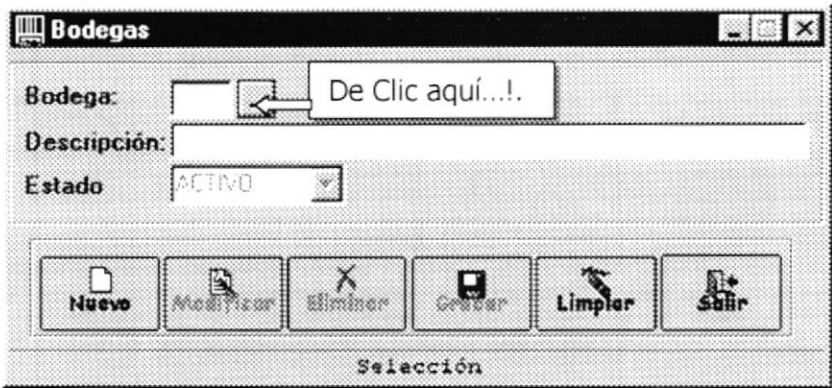 Bodegas
Bodega:
De Clic aquí...!.
Descripción:
Estado
ACTIVO
Nuevo Modificar Eliminar Grabar Limpiar Salir
Selección